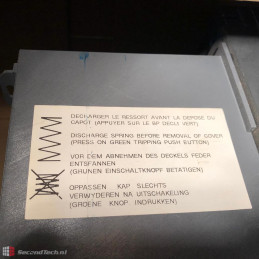 DECHARGER LE RESSORT AVANT LA DEPOSE DU
CAPOT (APPUYER SUR LE BP DECLT VERT)
DISCHARGE SPRING BEFORE REMOVAL OF COVER
(PRESS ON GREEN TRIPPING PUSH BUTTON)
VOR DEM ABNEHMEN DES DECKELS FEDER
ENTSPANNEN
(GRUNEN EINSCHALTKNOPF BETATIGEN)
OPPASSEN KAP SLECHTS
VERWYDEREN NA UITSCHAKELING
(GROENE KNOP INDRUKKEN)
SecondTech.nl